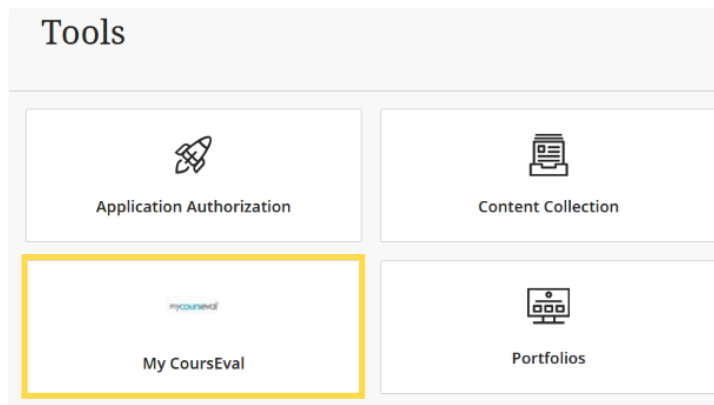 Tools
Application Authorization
Content Collection
mycourseval
My CoursEval
Portfolios